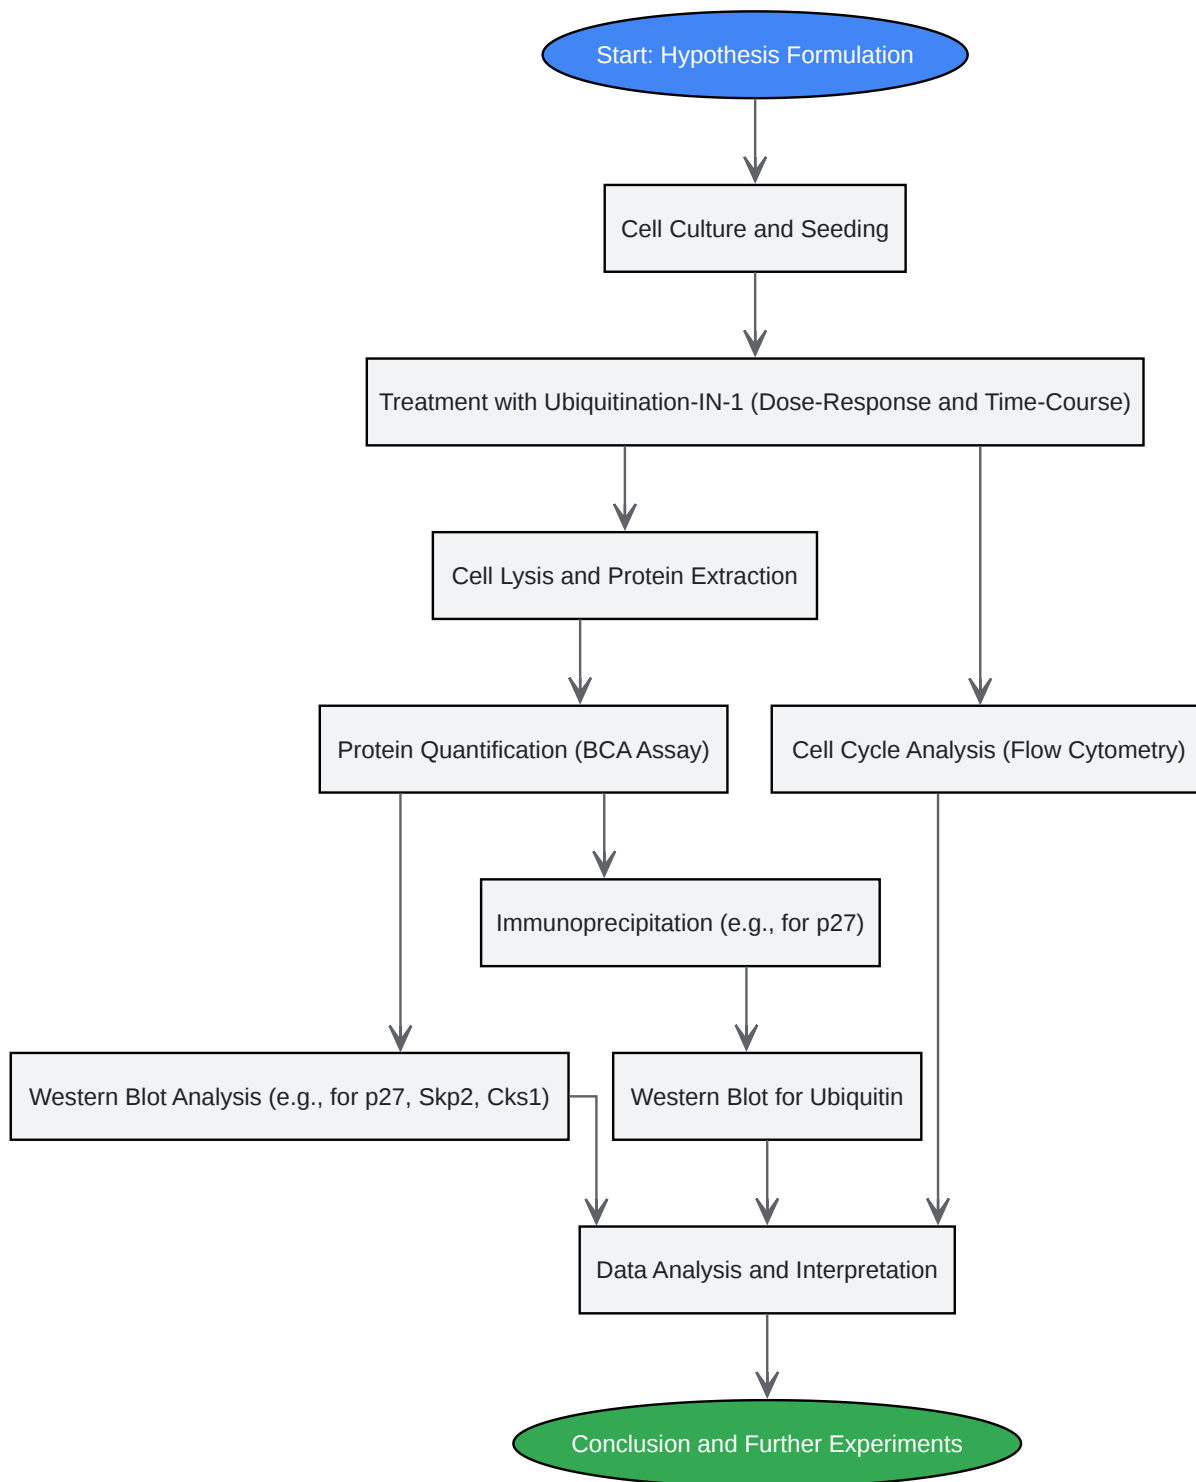 Start: Hypothesis Formulation
Cell Culture and Seeding
Treatment with Ubiquitination-IN-1 (Dose-Response and Time-Course)
Cell Lysis and Protein Extraction
Protein Quantification (BCA Assay)
Cell Cycle Analysis (Flow Cytometry)
Immunoprecipitation (e.g., for p27)
Western Blot Analysis (e.g., for p27, Skp2, Cks1)
Western Blot for Ubiquitin
Data Analysis and Interpretation
Conclusion and Further Experiments